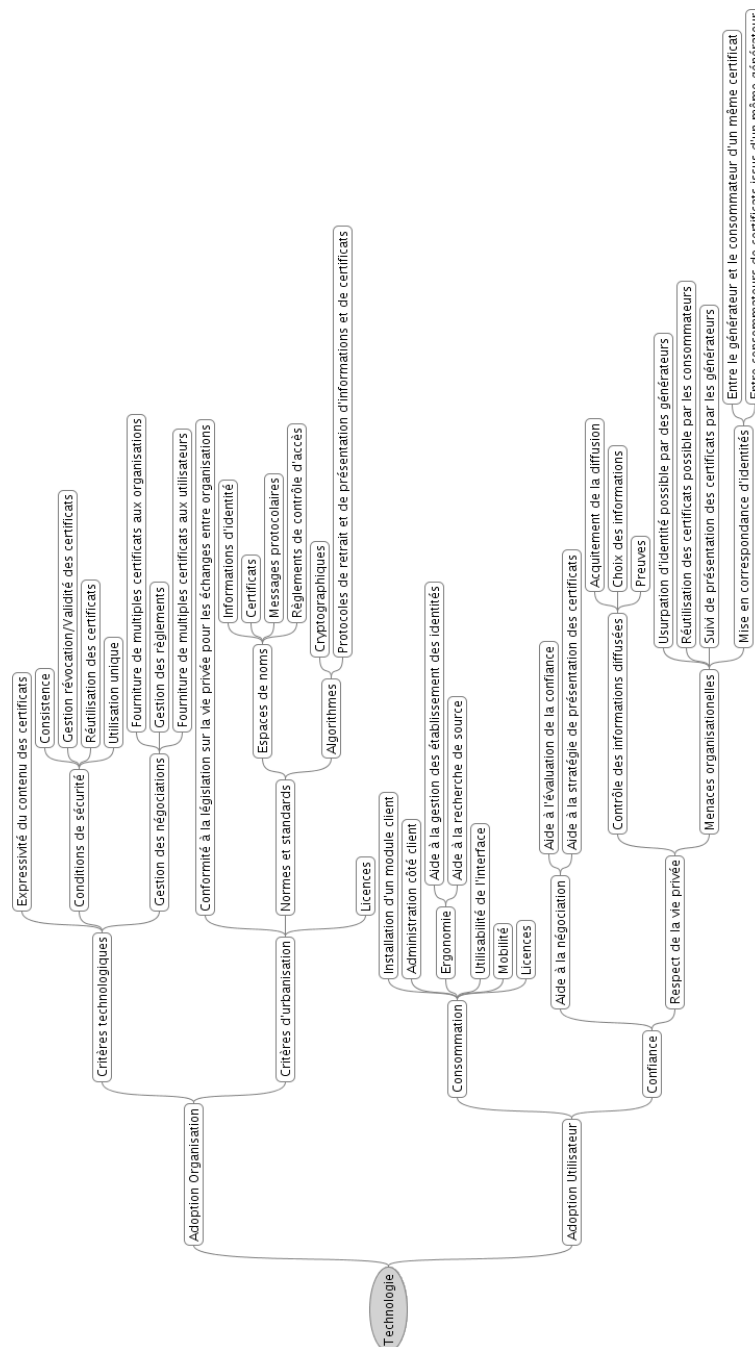 Technologie
Adoption Organisation
Critères technologiques
Expressivité du contenu des certificats
Conditions de sécurité
Consistence
Gestion révocation/Validité des certificats
Réutilisation des certificats
Utilisation unique
Gestion des négociations
Fourniture de multiples certificats aux organisations
Gestion des règlements
Fourniture de multiples certificats aux utilisateurs
Critères d'urbanisation
Conformité à la législation sur la vie privée pour les échanges entre organisations
Normes et standards
Espaces de noms
Informations d'identité
Certificats
Messages protocolaires
Règlements de contrôle d'accès
Algorithmes
Cryptographiques
Protocoles de retrait et de présentation d'informations et de certificats
Licences
Adoption Utilisateur
Consommation
Installation d'un module client
Administration côté client
Ergonomie
Aide à la gestion des établissement des identités
Aide à la recherche de source
Utilisabilité de l'interface
Mobilité
Licences
Confiance
Aide à la négociation
Aide à l'évaluation de la confiance
Aide à la stratégie de présentation des certificats
Respect de la vie privée
Contrôle des informations diffusées
Acquitement de la diffusion
Choix des informations
Preuves
Menaces organisationelles
Usurpation d'identité possible par des générateurs
Réutilisation des certificats possible par les consommateurs
Suivi de présentation des certificats par les générateurs
Mise en correspondance d'identités
Entre le générateur et le consommateur d'un même certificat
Entre consommateurs de certificats issus d'un même générateur